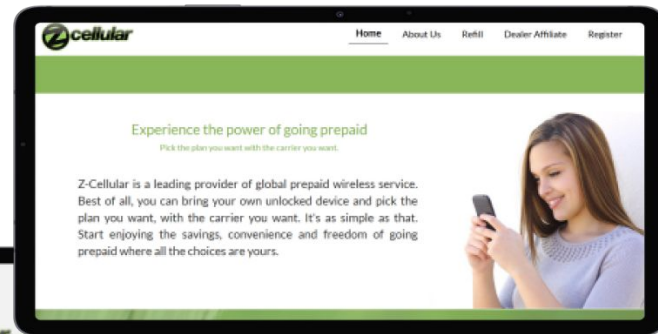 Z cellular
Home About Us Refill Dealer Affiliate Register
Experience the power of going prepaid
Pick the plan you want with the carrier you want.
Z-Cellular is a leading provider of global prepaid wireless service.
Best of all, you can bring your own unlocked device and pick the
plan you want, with the carrier you want. It's as simple as that.
Start enjoying the savings, convenience and freedom of going
prepaid where all the choices are yours.